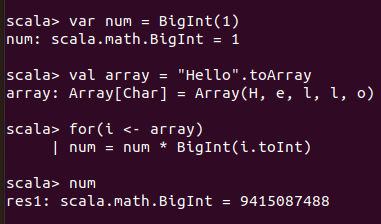 scala> var num = BigInt(1)
num: scala.math.BigInt = 1
scala> val array = "Hello".toArray
array: Array[Char] = Array(H, e, l, l, o)
scala> for(i <- array)
| num = num * BigInt(i.toInt)
scala> num
res1: scala.math.BigInt = 9415087488